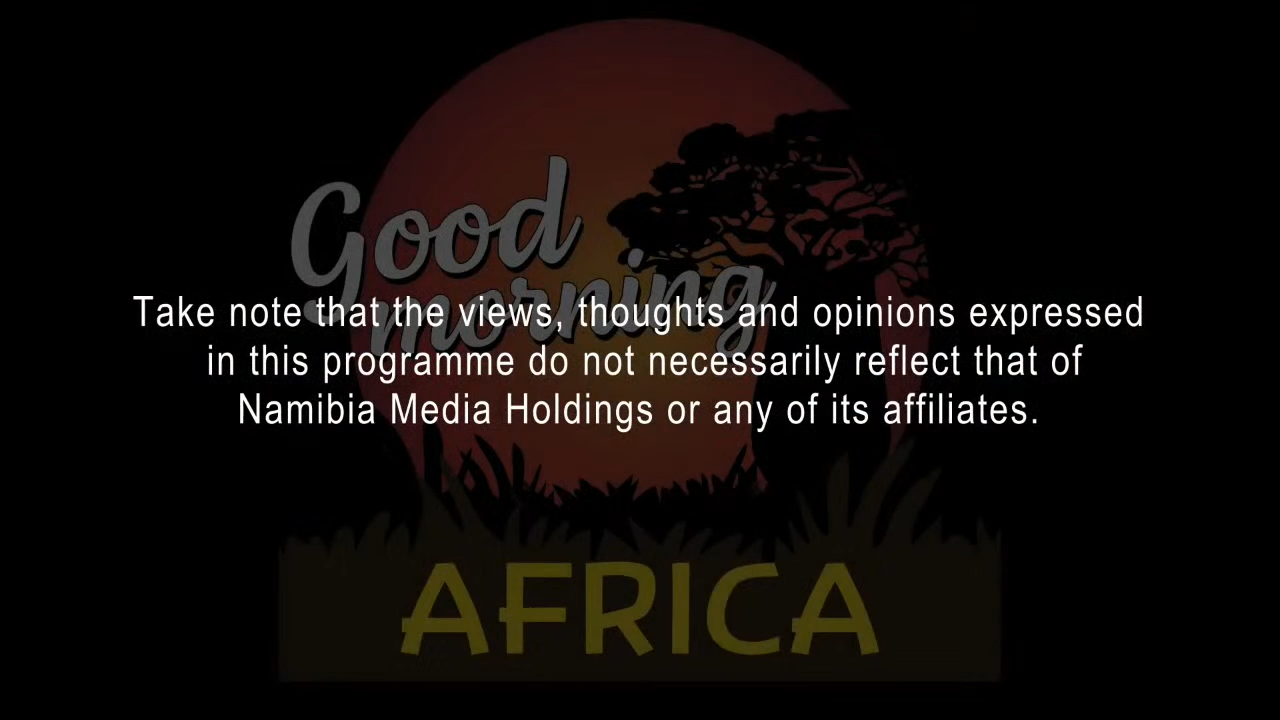 Good
morning
Take note that the views, thoughts and opinions expressed
in this programme do not necessarily reflect that of
Namibia Media Holdings or any of its affiliates.
AFRICA